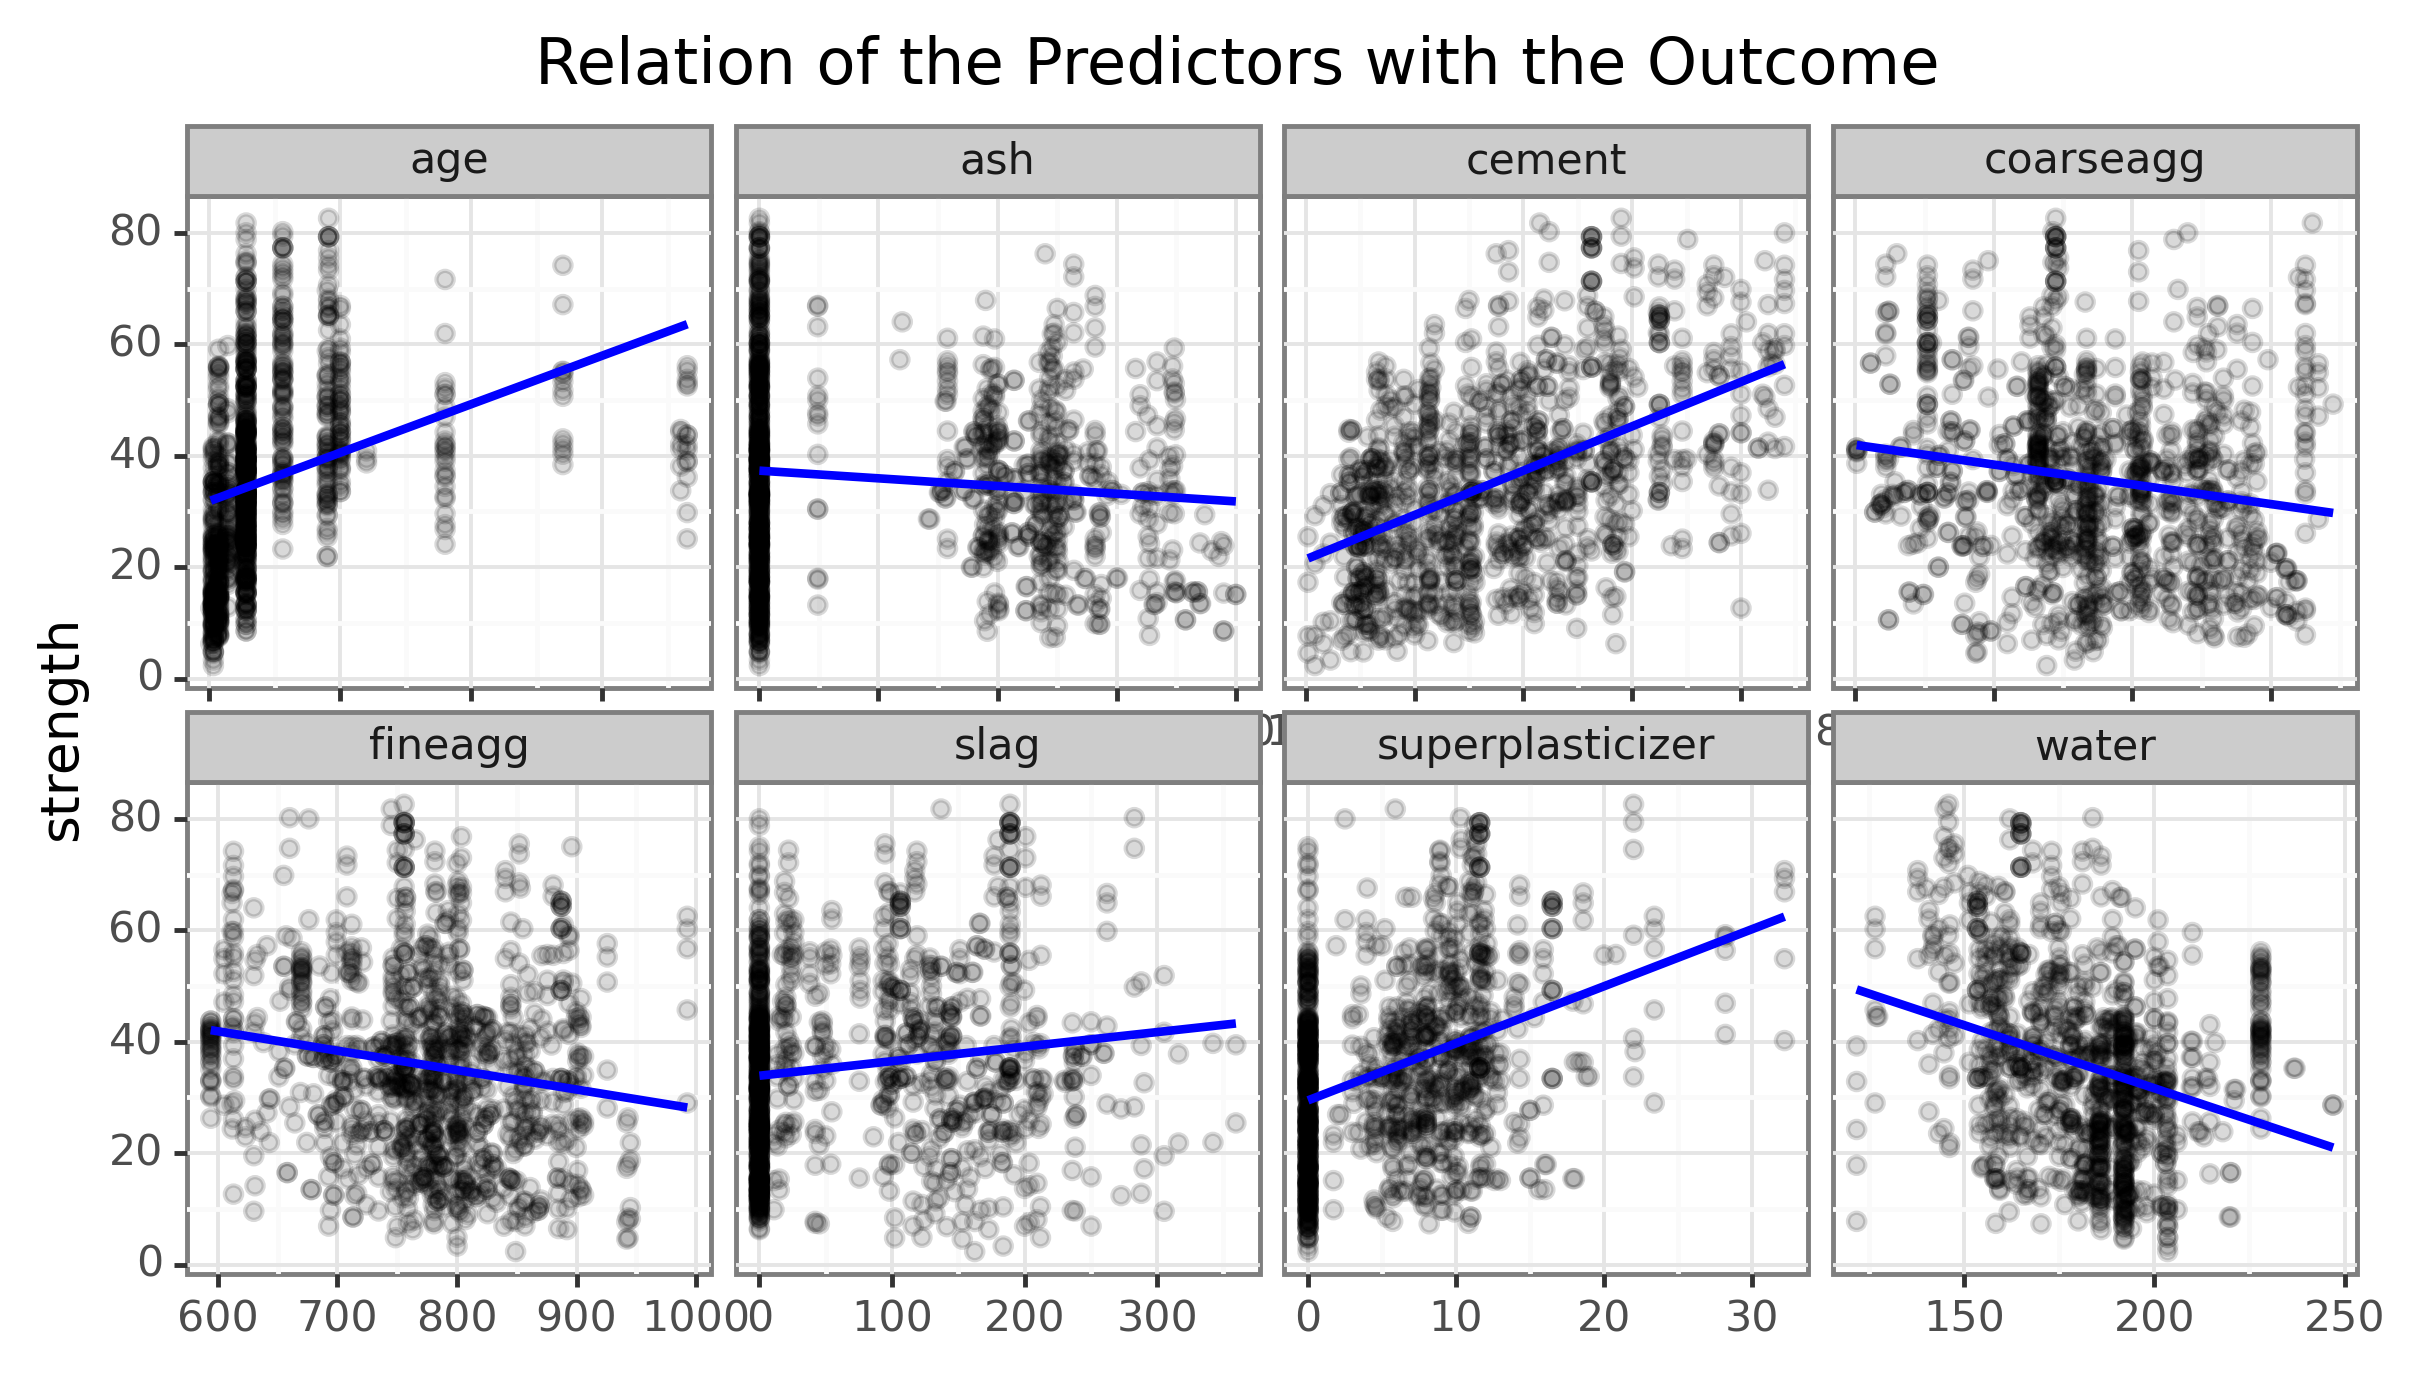 Relation of the Predictors with the Outcome
age ash cement coarseagg
80
60
40
20
0
strength
fineagg slag superplasticizer water
80
60
40
20
0
600 700 800 900 1000 0 100 200 300 0 10 20 30 150 200 250